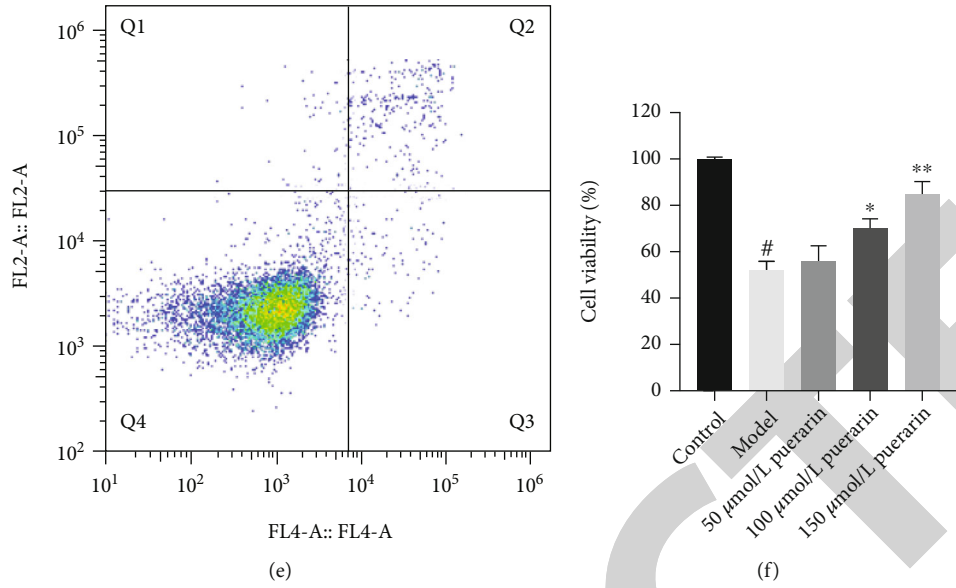 Q1
Q2
Q4
Q3
10⁶
10⁵
10⁴
10³
10²
FL2-A:: FL2-A
10¹
10²
10³
10⁴
10⁵
10⁶
FL4-A:: FL4-A
(e)
120
100
80
60
40
20
0
Cell viability (%)
#
*
**
Control
Model
50 μmol/L puerarin
100 μmol/L puerarin
150 μmol/L puerarin
(f)